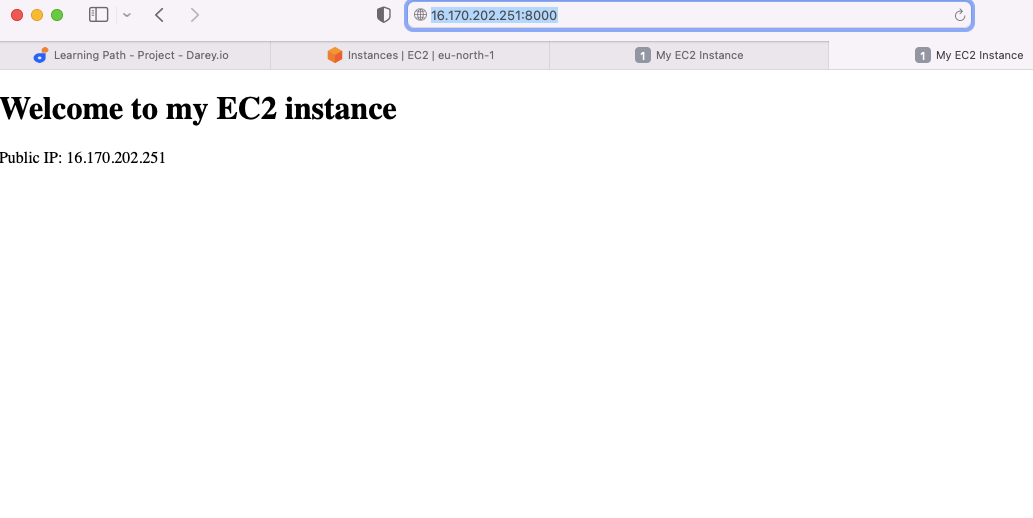 16.170.202.251:8000
Learning Path - Project - Darey.io
Instances | EC2 | eu-north-1
1 My EC2 Instance
1 My EC2 Instance
Welcome to my EC2 instance
Public IP: 16.170.202.251